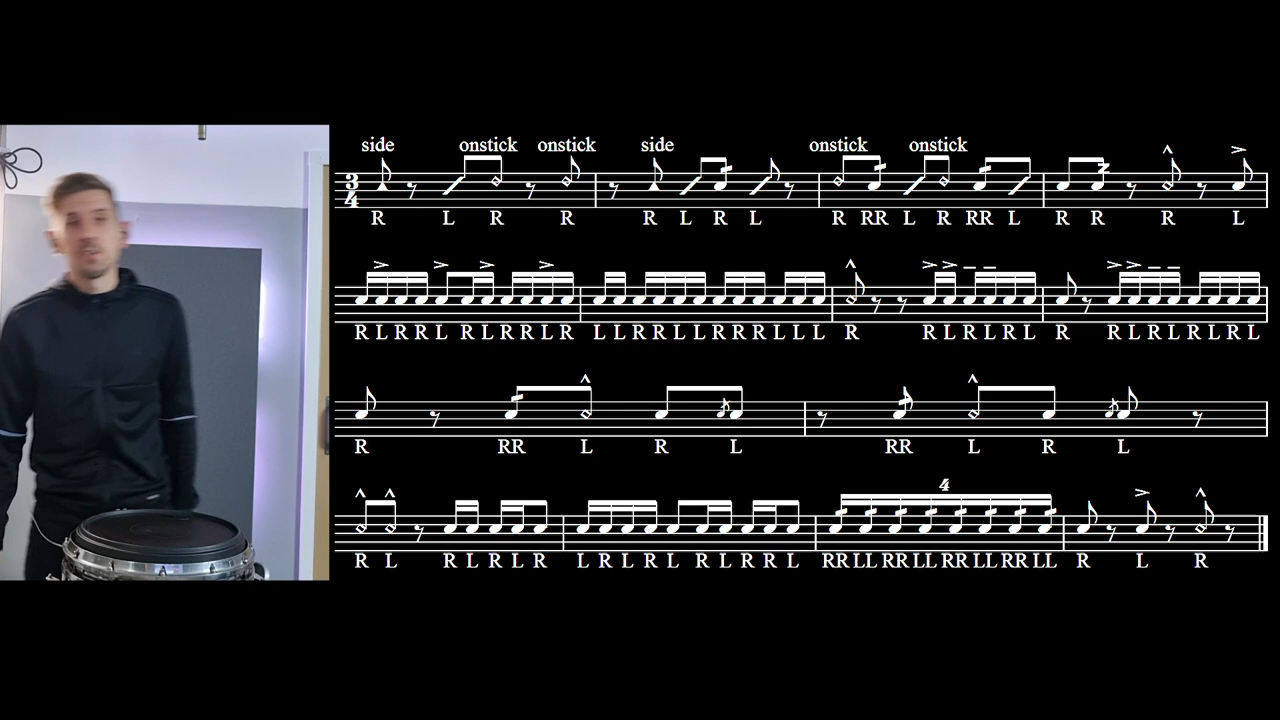 side onstick onstick side onstick onstick
3
4
R L R R R L R L R RR L R RR L R R R L
R L R R L R L R R L R L L R R L L R R R L L L R R L R L R L R R L R L R L R L
R RR L R L RR L R L
4
R L R L R L R L R L R L R L R R L RR LL RR LL RR LL RR LL R L R